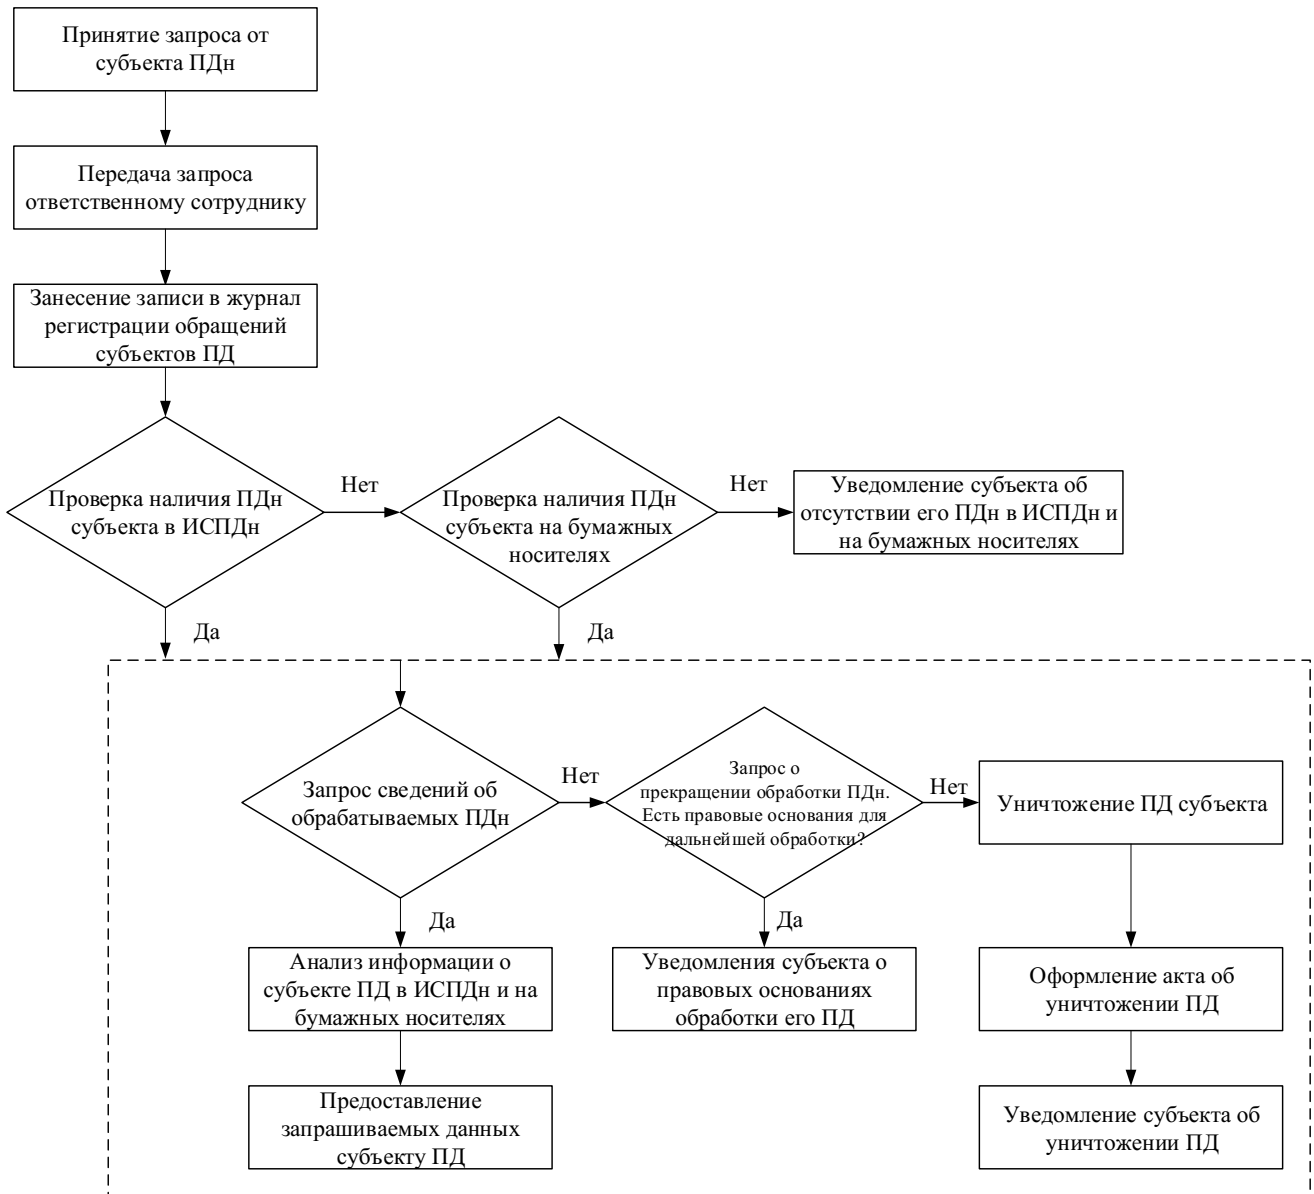 Принятие запроса от
субъекта ПДн
Передача запроса
ответственному сотруднику
Занесение записи в журнал
регистрации обращений
субъектов ПД
Проверка наличия ПДн
субъекта в ИСПДн
Нет
Да
Проверка наличия ПДн
субъекта на бумажных
носителях
Нет
Да
Уведомление субъекта об
отсутствии его ПДн в ИСПДн и
на бумажных носителях
Запрос сведений об
обрабатываемых ПДн
Нет
Да
Запрос о
прекращении обработки ПДн.
Есть правовые основания для
дальнейшей обработки?
Нет
Да
Уничтожение ПД субъекта
Анализ информации о
субъекте ПД в ИСПДн и на
бумажных носителях
Уведомления субъекта о
правовых основаниях
обработки его ПД
Оформление акта об
уничтожении ПД
Предоставление
запрашиваемых данных
субъекту ПД
Уведомление субъекта об
уничтожении ПД